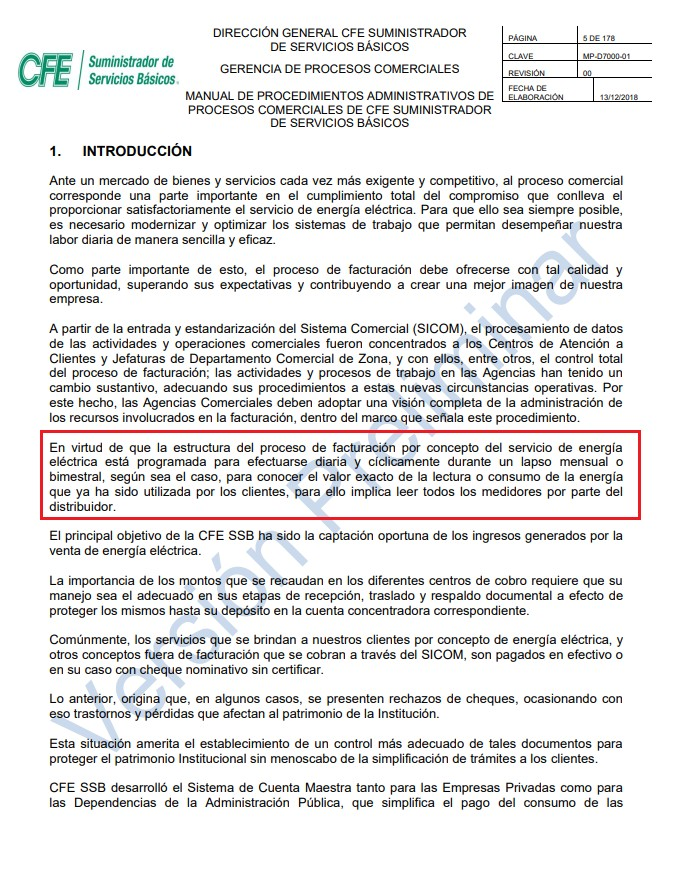 CFE
Suministrador de
Servicios Básicos®
DIRECCIÓN GENERAL CFE SUMINISTRADOR
DE SERVICIOS BÁSICOS
GERENCIA DE PROCESOS COMERCIALES
MANUAL DE PROCEDIMIENTOS ADMINISTRATIVOS DE
PROCESOS COMERCIALES DE CFE SUMINISTRADOR
DE SERVICIOS BÁSICOS
PÁGINA 5 DE 178
CLAVE MP-D7000-01
REVISIÓN 00
FECHA DE
ELABORACIÓN 13/12/2018
1. INTRODUCCIÓN
Ante un mercado de bienes y servicios cada vez más exigente y competitivo, al proceso comercial
corresponde una parte importante en el cumplimiento total del compromiso que conlleva el
proporcionar satisfactoriamente el servicio de energía eléctrica. Para que ello sea siempre posible,
es necesario modernizar y optimizar los sistemas de trabajo que permitan desempeñar nuestra
labor diaria de manera sencilla y eficaz.
Como parte importante de esto, el proceso de facturación debe ofrecerse con tal calidad y
oportunidad, superando sus expectativas y contribuyendo a crear una mejor imagen de nuestra
empresa.
A partir de la entrada y estandarización del Sistema Comercial (SICOM), el procesamiento de datos
de las actividades y operaciones comerciales fueron concentrados a los Centros de Atención a
Clientes y Jefaturas de Departamento Comercial de Zona, y con ellos, entre otros, el control total
del proceso de facturación; las actividades y procesos de trabajo en las Agencias han tenido un
cambio sustantivo, adecuando sus procedimientos a estas nuevas circunstancias operativas. Por
este hecho, las Agencias Comerciales deben adoptar una visión completa de la administración de
los recursos involucrados en la facturación, dentro del marco que señala este procedimiento.
En virtud de que la estructura del proceso de facturación por concepto del servicio de energía
eléctrica está programada para efectuarse diaria y cíclicamente durante un lapso mensual o
bimestral, según sea el caso, para conocer el valor exacto de la lectura o consumo de la energía
que ya ha sido utilizada por los clientes, para ello implica leer todos los medidores por parte del
distribuidor.
El principal objetivo de la CFE SSB ha sido la captación oportuna de los ingresos generados por la
venta de energía eléctrica.
La importancia de los montos que se recaudan en los diferentes centros de cobro requiere que su
manejo sea el adecuado en sus etapas de recepción, traslado y respaldo documental a efecto de
proteger los mismos hasta su depósito en la cuenta concentradora correspondiente.
Comúnmente, los servicios que se brindan a nuestros clientes por concepto de energía eléctrica, y
otros conceptos fuera de facturación que se cobran a través del SICOM, son pagados en efectivo o
en su caso con cheque nominativo sin certificar.
Lo anterior, origina que, en algunos casos, se presenten rechazos de cheques, ocasionando con
eso trastornos y pérdidas que afectan al patrimonio de la Institución.
Esta situación amerita el establecimiento de un control más adecuado de tales documentos para
proteger el patrimonio Institucional sin menoscabo de la simplificación de trámites a los clientes.
CFE SSB desarrolló el Sistema de Cuenta Maestra tanto para las Empresas Privadas como para
las Dependencias de la Administración Pública, que simplifica el pago del consumo de las
Versión Preliminar